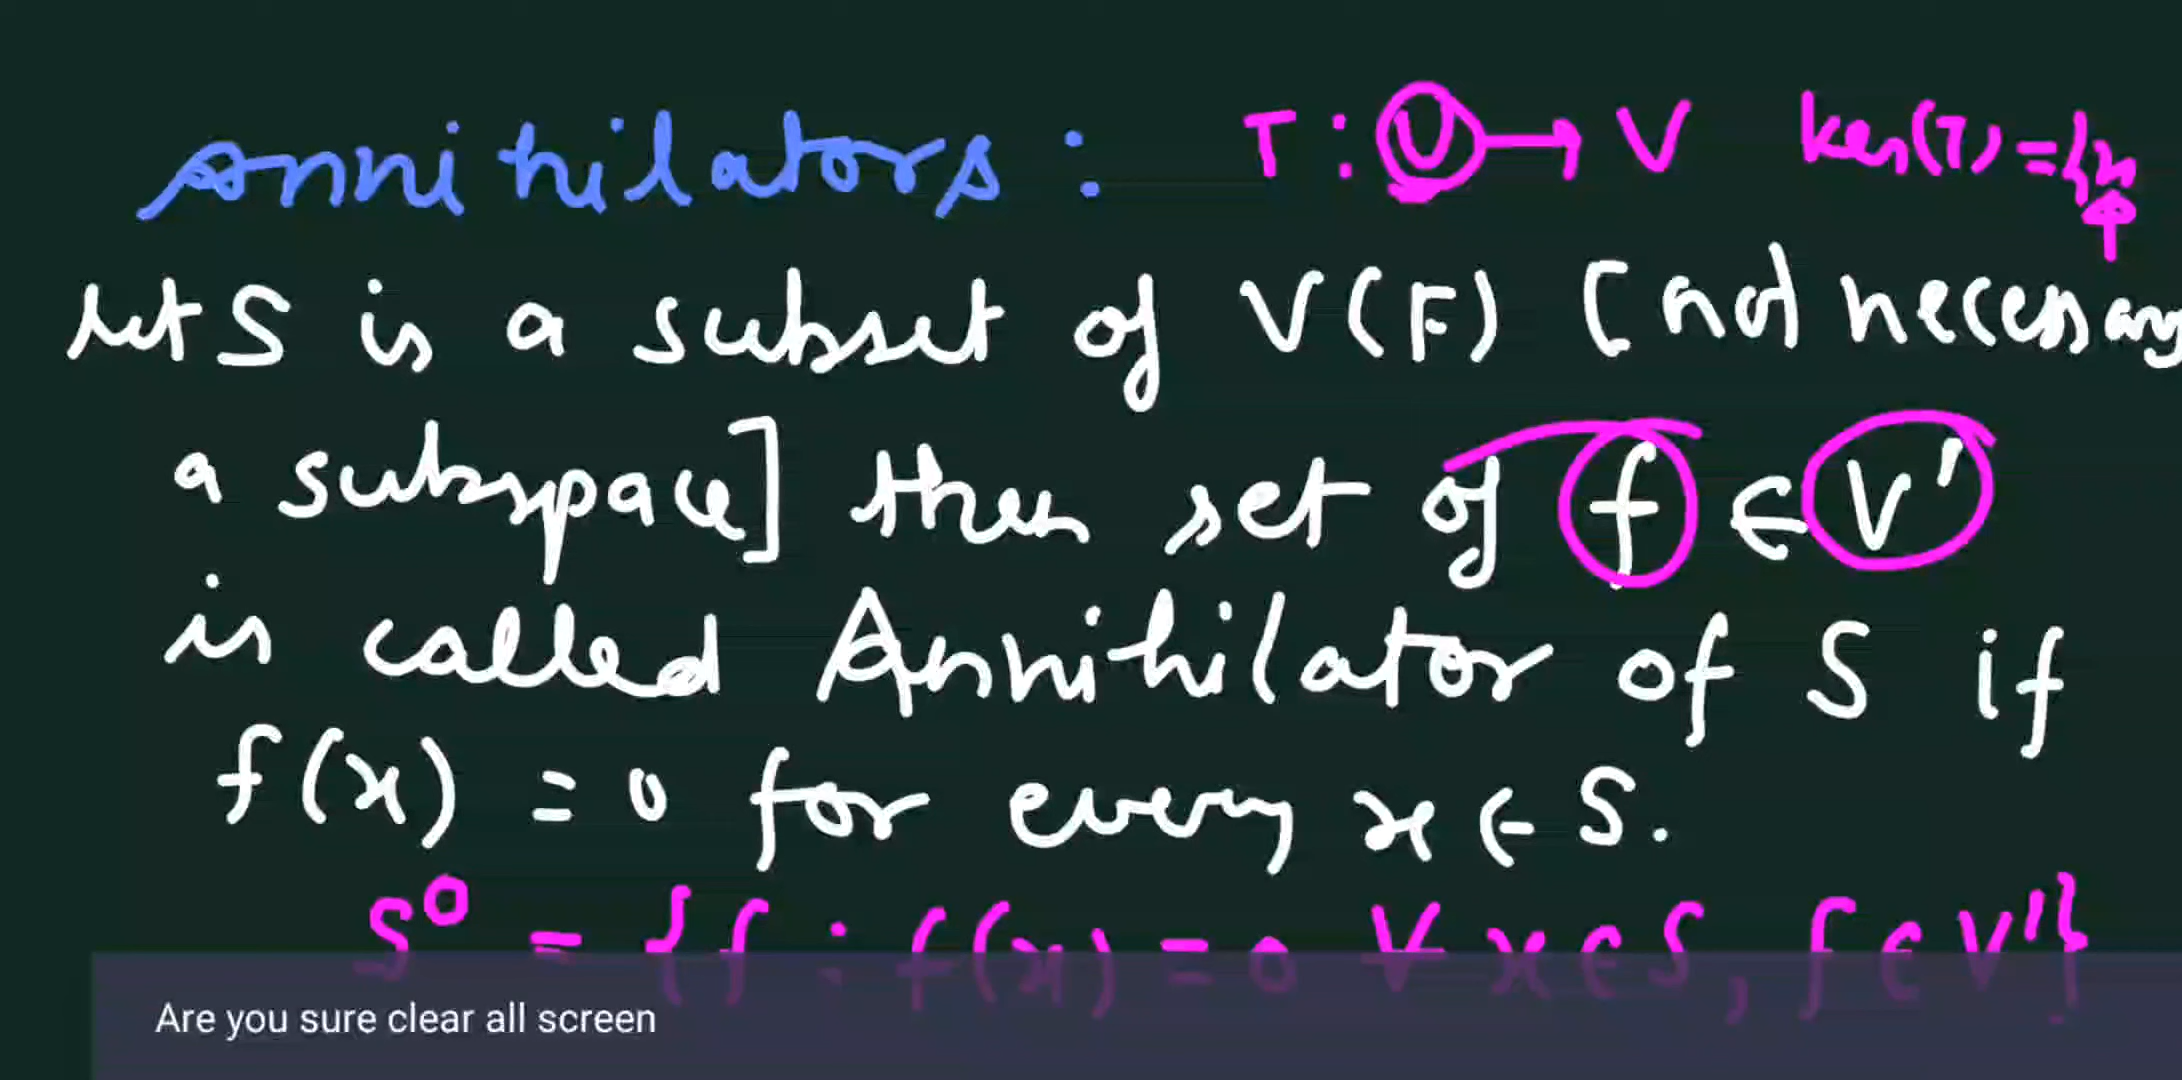 Annihilators : T : U → V ker(T) = {x
Let S is a subset of V(F) [not necessary
a subspace] then set of f ∈ V'
is called Annihilator of S if
f(x) = 0 for every x ∈ S.
S⁰ = {f : f(x) = 0 ∀ x ∈ S, f ∈ V'}
Are you sure clear all screen